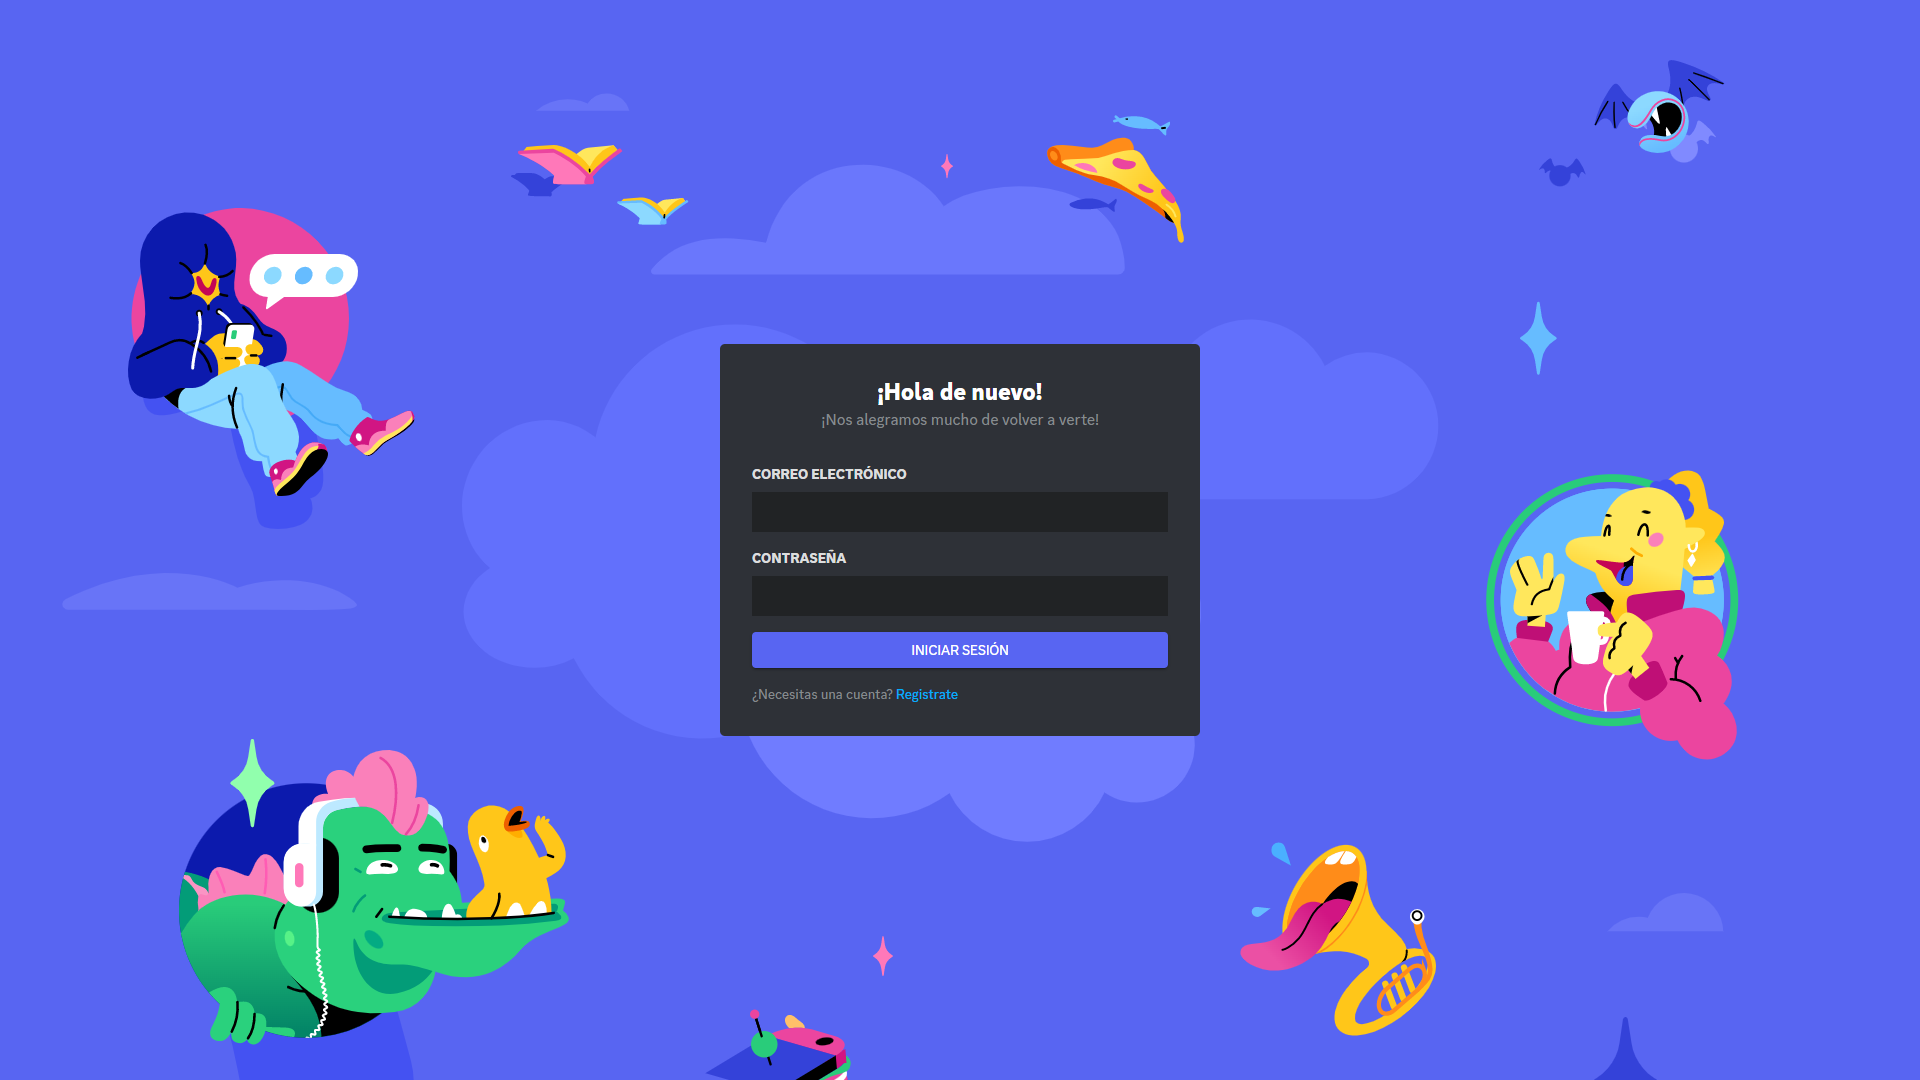 ¡Hola de nuevo!
¡Nos alegramos mucho de volver a verte!
CORREO ELECTRÓNICO
CONTRASEÑA
INICIAR SESIÓN
¿Necesitas una cuenta? Registrate